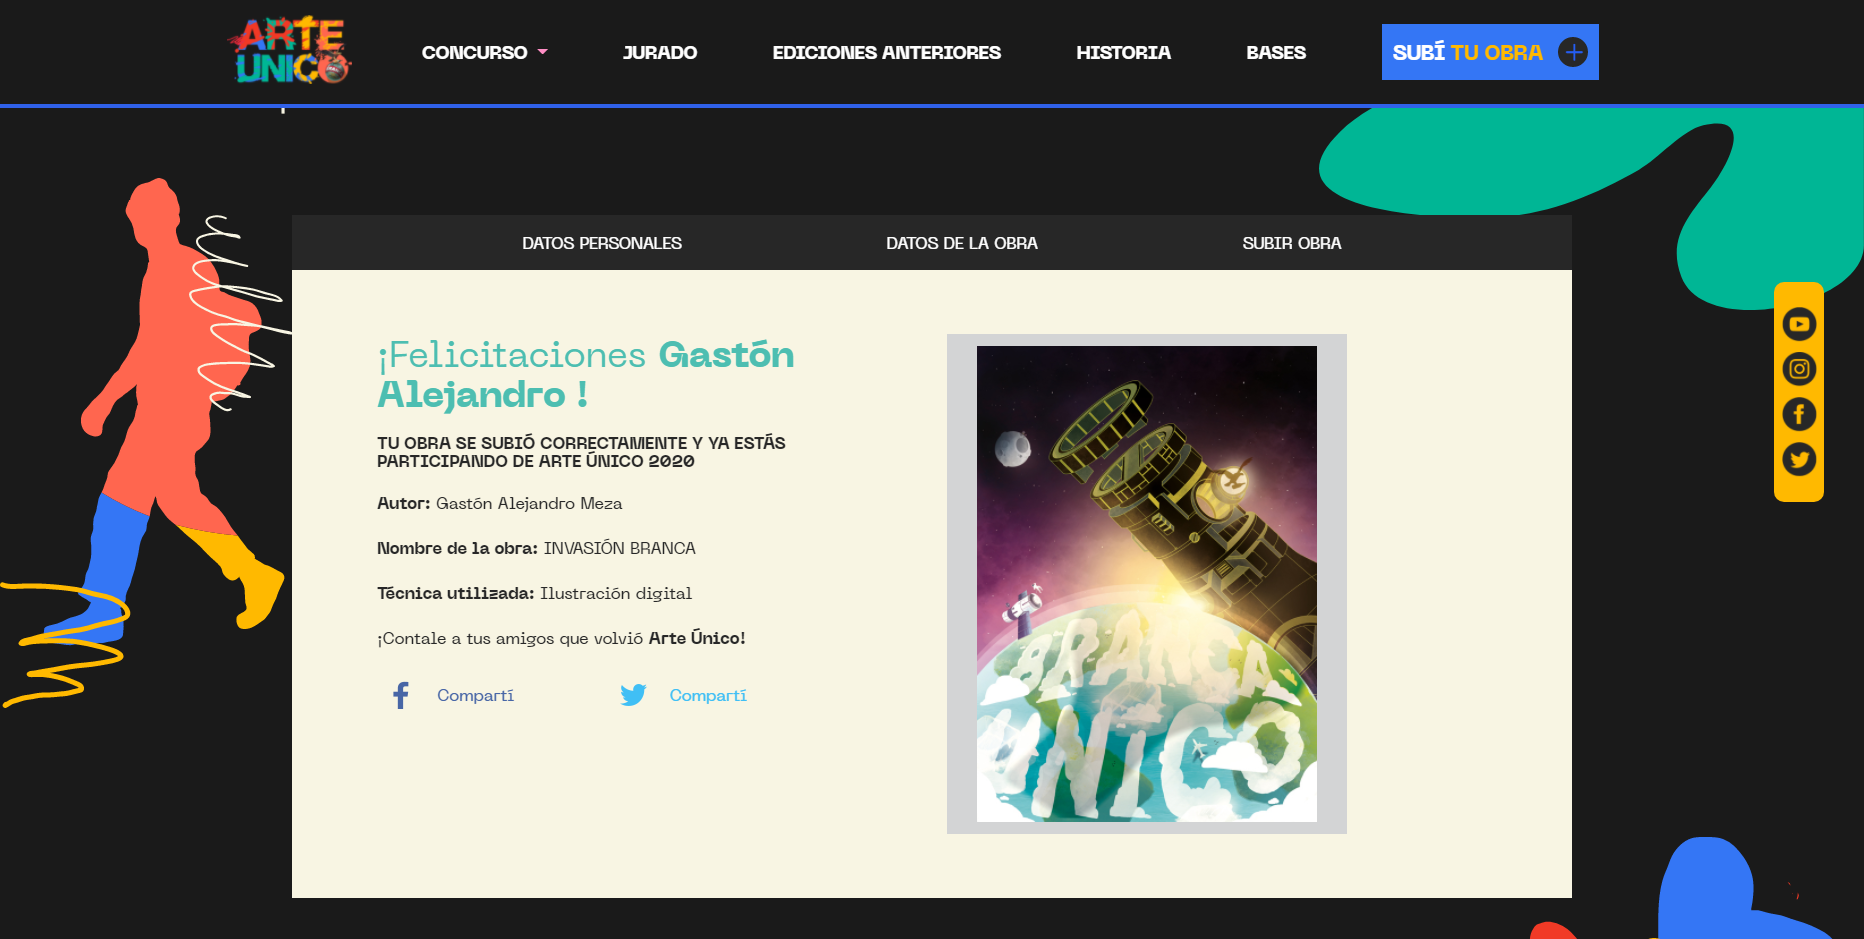 ARTE
ÚNICO
CONCURSO
JURADO
EDICIONES ANTERIORES
HISTORIA
BASES
SUBÍ TU OBRA
DATOS PERSONALES
DATOS DE LA OBRA
SUBIR OBRA
¡Felicitaciones Gastón
Alejandro !
TU OBRA SE SUBIÓ CORRECTAMENTE Y YA ESTÁS
PARTICIPANDO DE ARTE ÚNICO 2020
Autor: Gastón Alejandro Meza
Nombre de la obra: INVASIÓN BRANCA
Técnica utilizada: Ilustración digital
¡Contale a tus amigos que volvió Arte Único!
Compartí
Compartí
BRANCA
UNICO